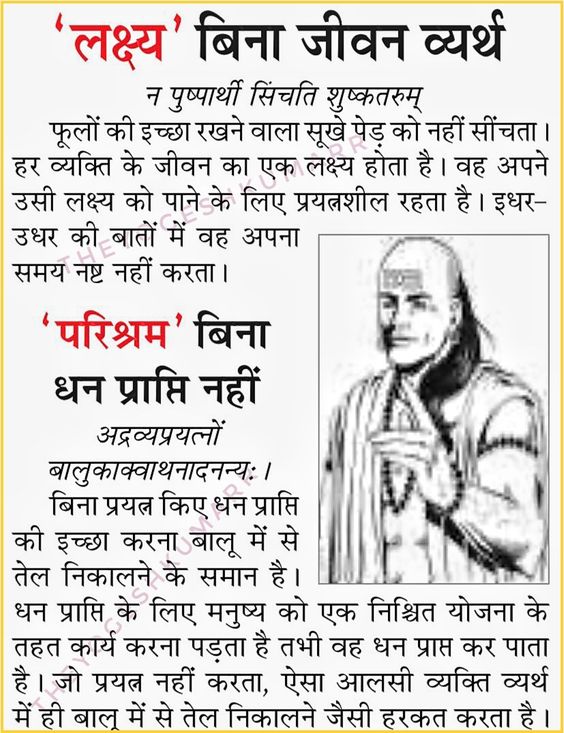 ‘लक्ष्य’ बिना जीवन व्यर्थ
न पुष्पार्थी सिंचति शुष्कतरुम्
फूलों की इच्छा रखने वाला सूखे पेड़ को नहीं सींचता।
हर व्यक्ति के जीवन का एक लक्ष्य होता है। वह अपने
उसी लक्ष्य को पाने के लिए प्रयत्नशील रहता है। इधर-
उधर की बातों में वह अपना
समय नष्ट नहीं करता।
‘परिश्रम’ बिना
धन प्राप्ति नहीं
अद्रव्यप्रयत्नों
बालुकाक्वाथनादनन्यः।
बिना प्रयत्न किए धन प्राप्ति
की इच्छा करना बालू में से
तेल निकालने के समान है।
धन प्राप्ति के लिए मनुष्य को एक निश्चित योजना के
तहत कार्य करना पड़ता है तभी वह धन प्राप्त कर पाता
है। जो प्रयत्न नहीं करता, ऐसा आलसी व्यक्ति व्यर्थ
में ही बालू में से तेल निकालने जैसी हरकत करता है।
THEYOGESHKUMARR
THEYOGESHKUMARR